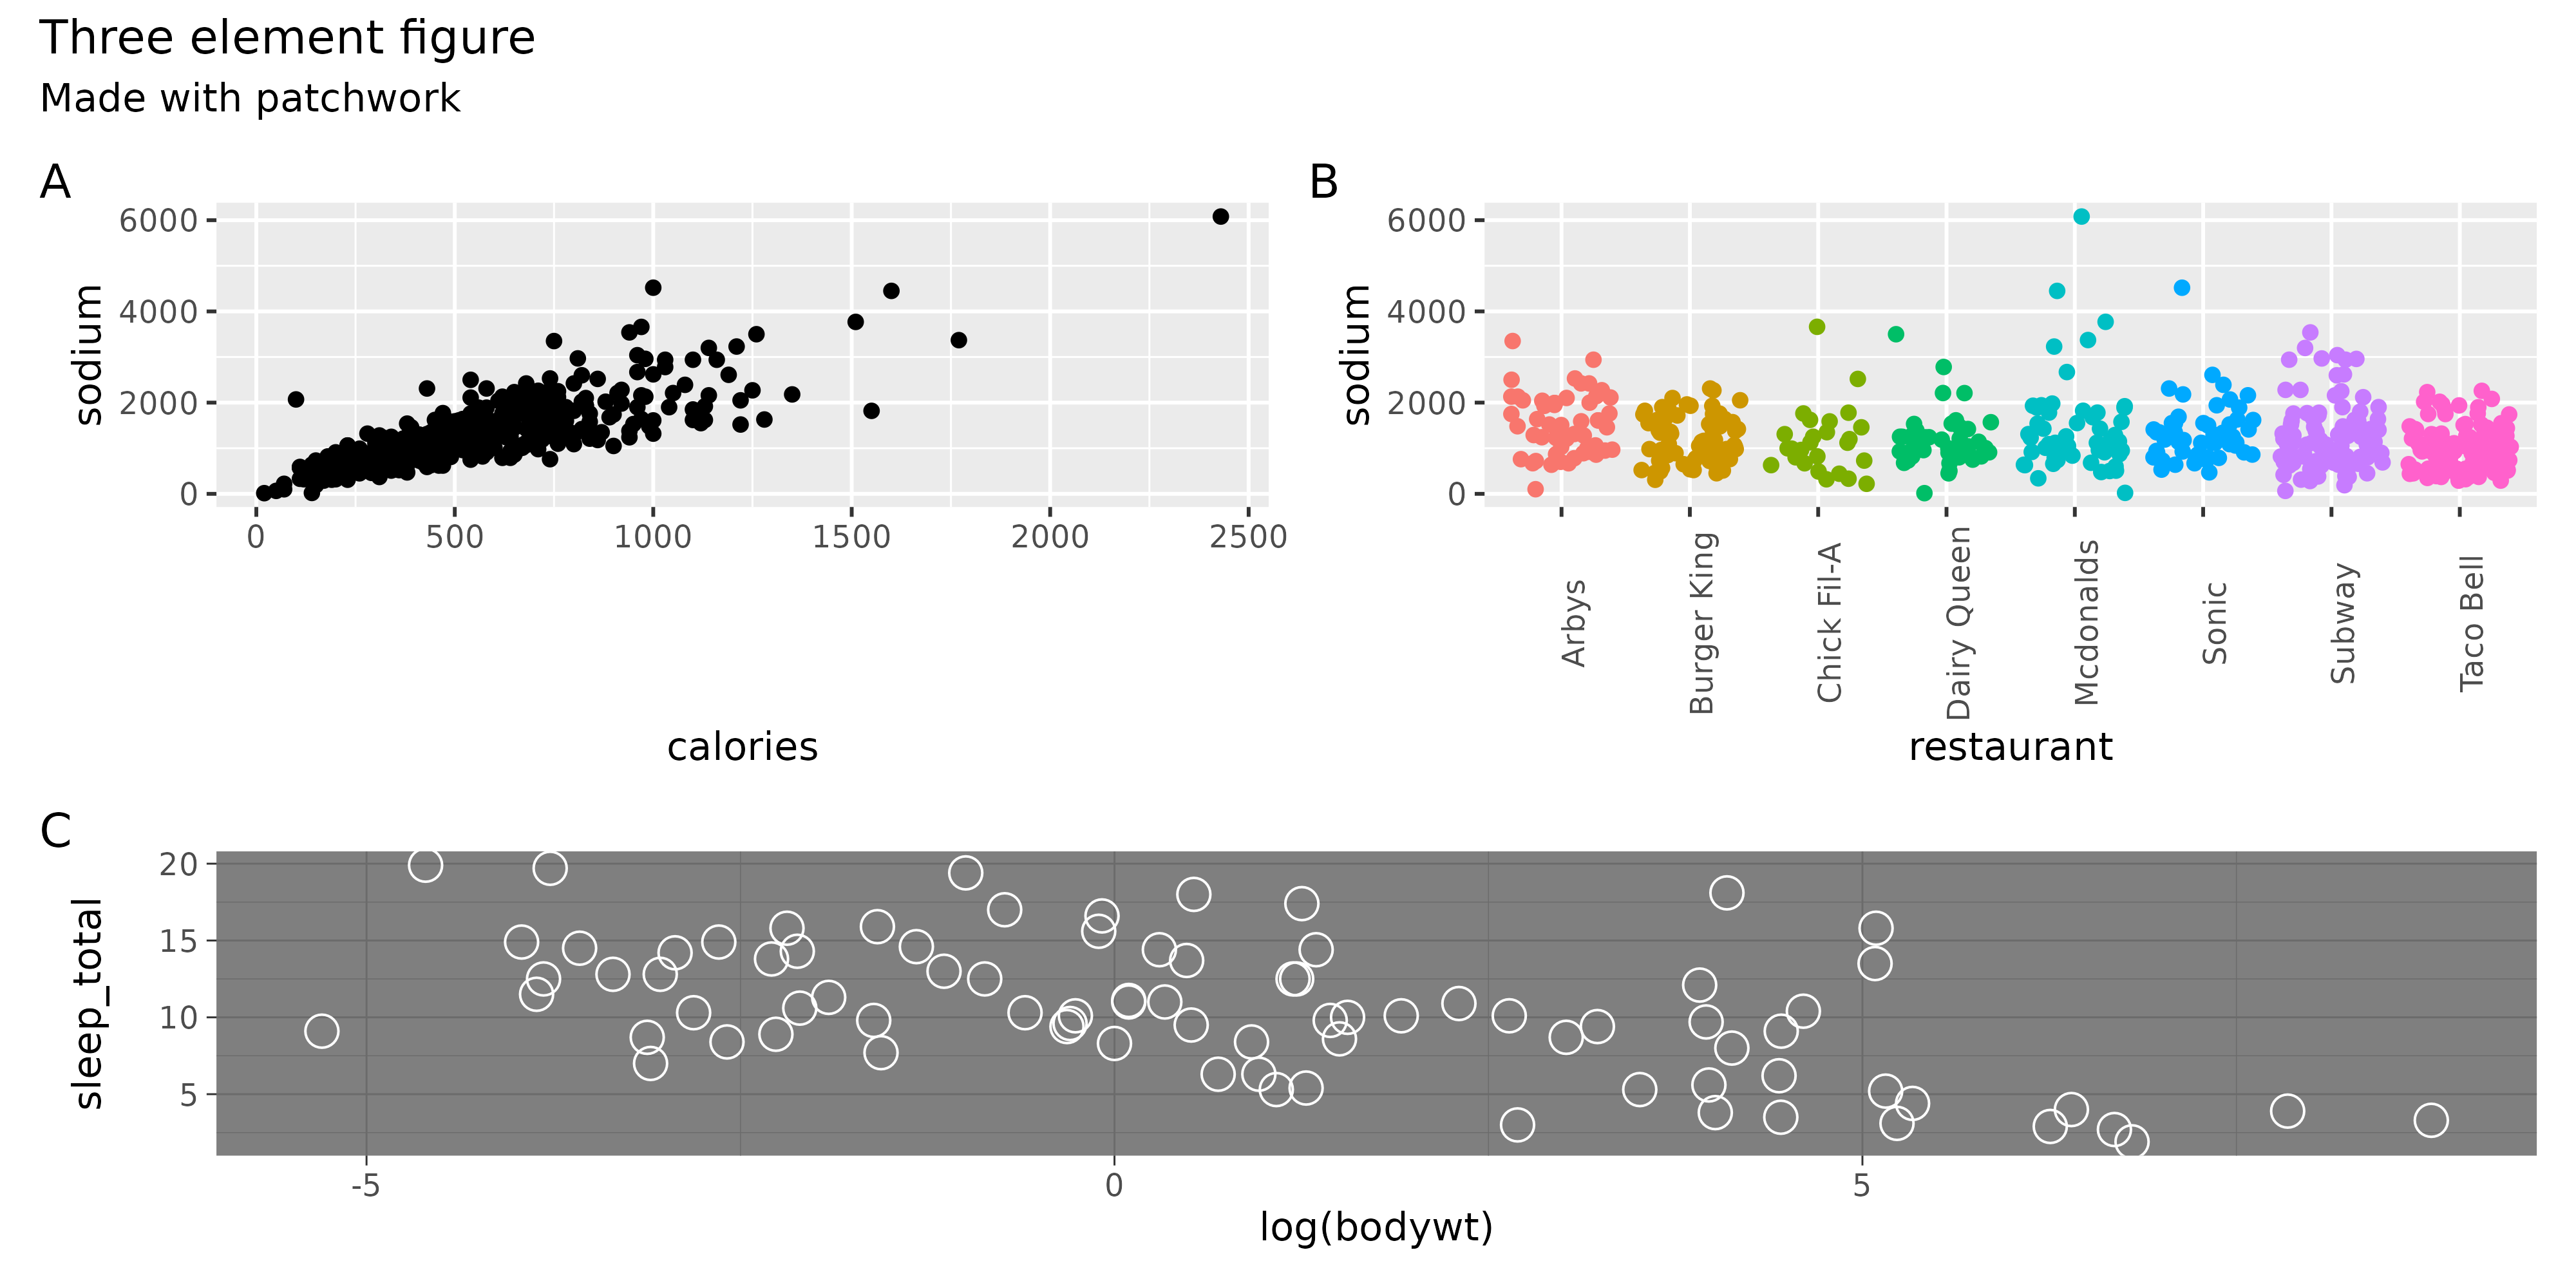 Three element figure
Made with patchwork
A
6000
4000
2000
0
sodium
0 500 1000 1500 2000 2500
calories
B
6000
4000
2000
0
sodium
Arbys
Burger King
Chick Fil-A
Dairy Queen
Mcdonalds
Sonic
Subway
Taco Bell
restaurant
C
20
15
10
5
sleep_total
-5 0 5
log(bodywt)